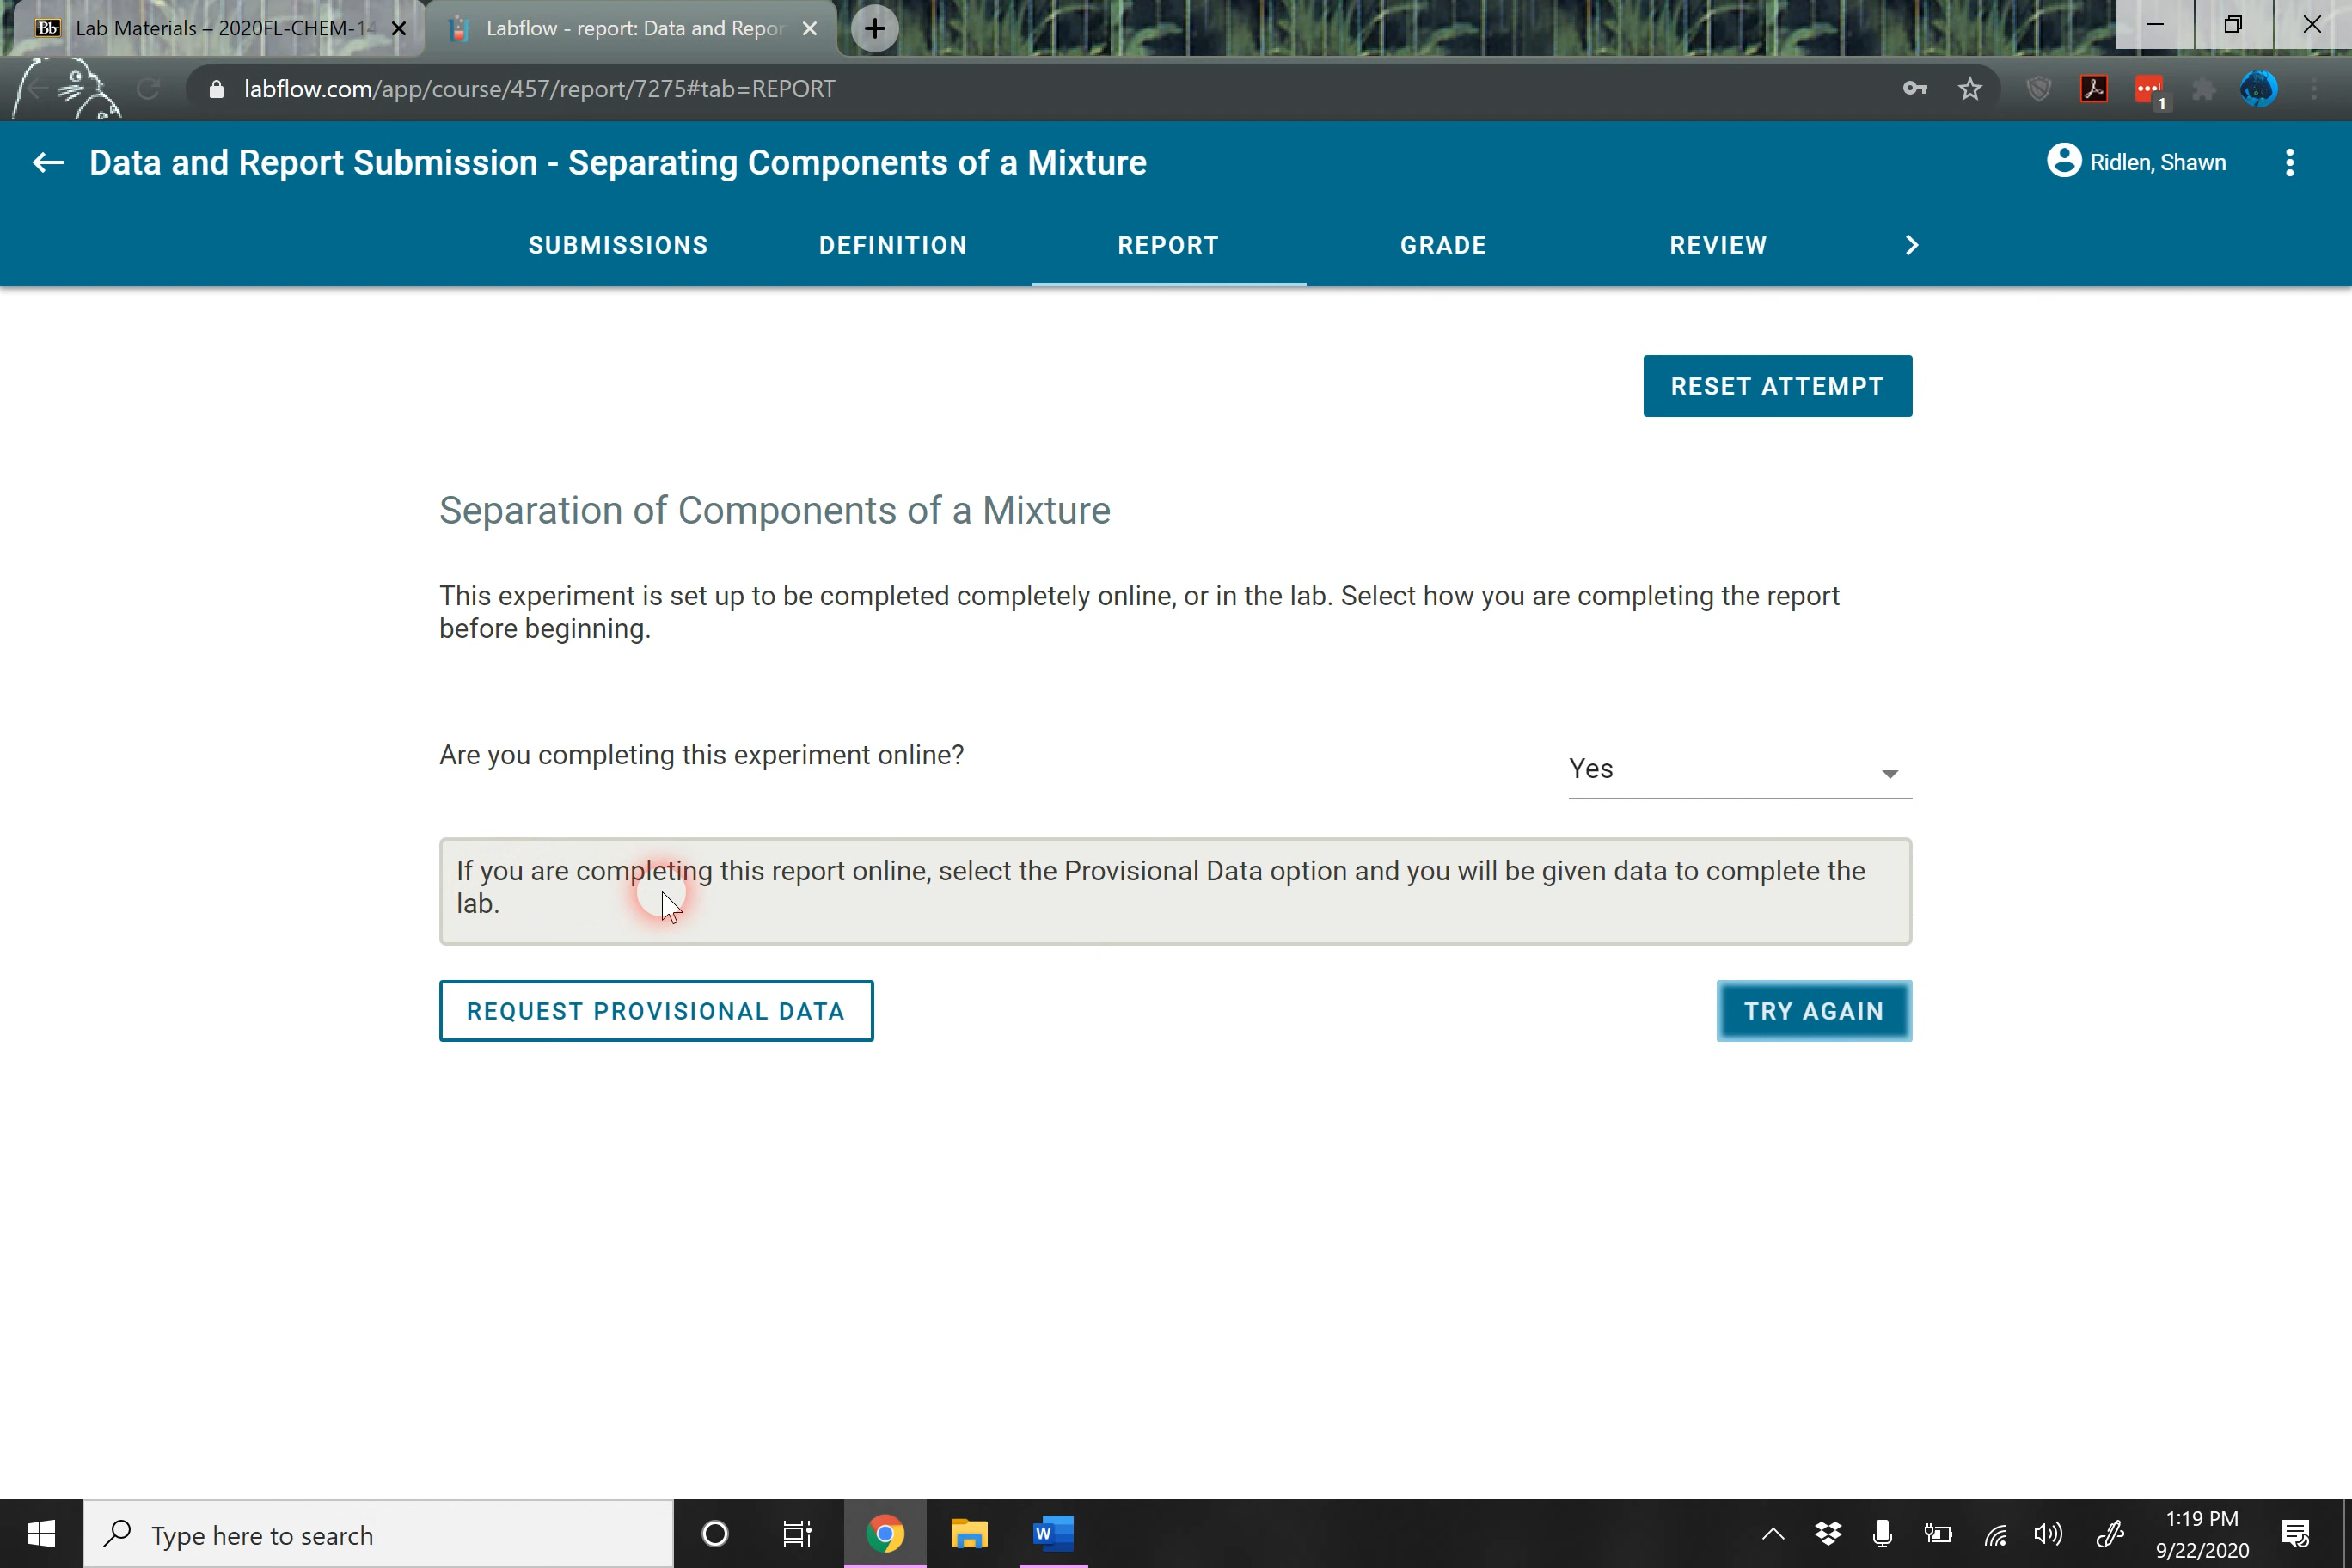 Bb Lab Materials – 2020FL-CHEM-14
Labflow - report: Data and Repor
labflow.com/app/course/457/report/7275#tab=REPORT
1
Data and Report Submission - Separating Components of a Mixture
Ridlen, Shawn
SUBMISSIONS DEFINITION REPORT GRADE REVIEW
RESET ATTEMPT
Separation of Components of a Mixture
This experiment is set up to be completed completely online, or in the lab. Select how you are completing the report
before beginning.
Are you completing this experiment online?
Yes
If you are completing this report online, select the Provisional Data option and you will be given data to complete the
lab.
REQUEST PROVISIONAL DATA
TRY AGAIN
Type here to search
W
1:19 PM
9/22/2020